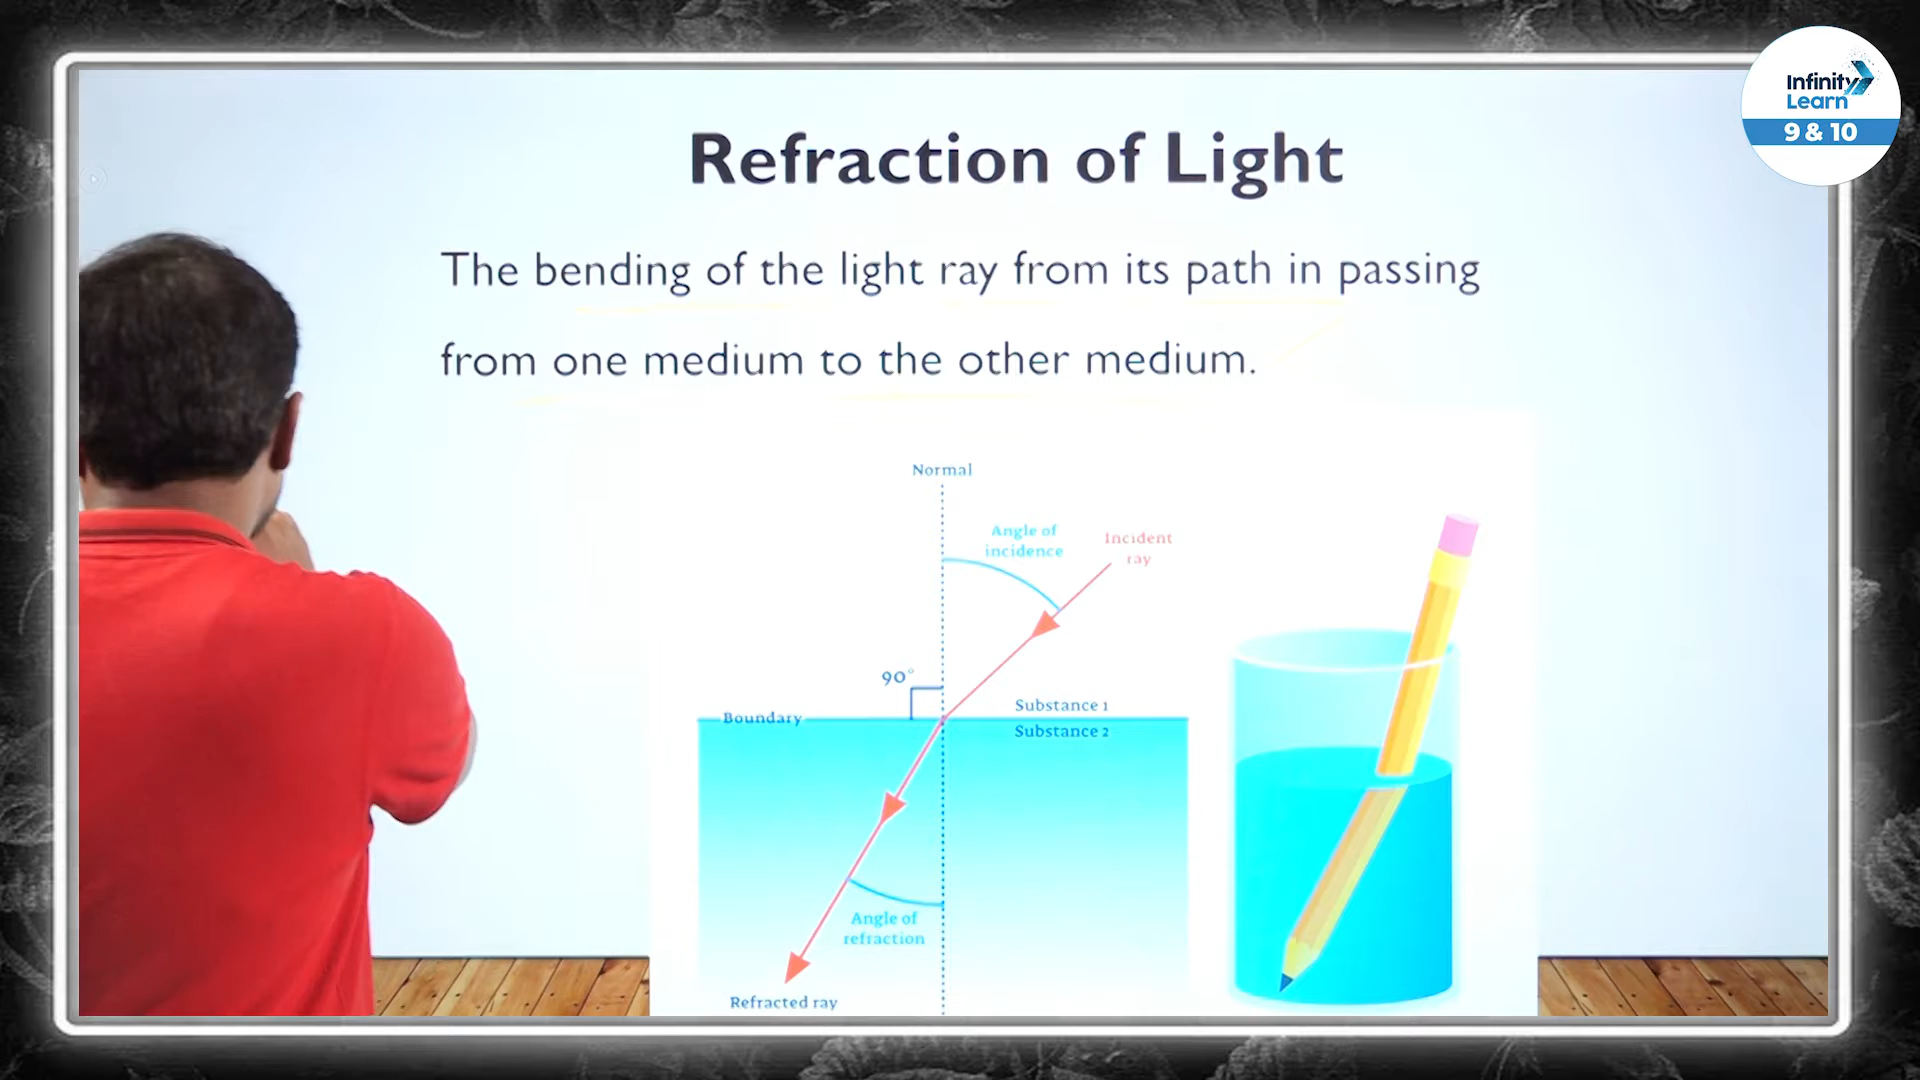 Infinity
Learn
9 & 10
Refraction of Light
The bending of the light ray from its path in passing
from one medium to the other medium.
Normal
Angle of
incidence
Incident
ray
90°
Boundary
Substance 1
Substance 2
Angle of
refraction
Refracted ray